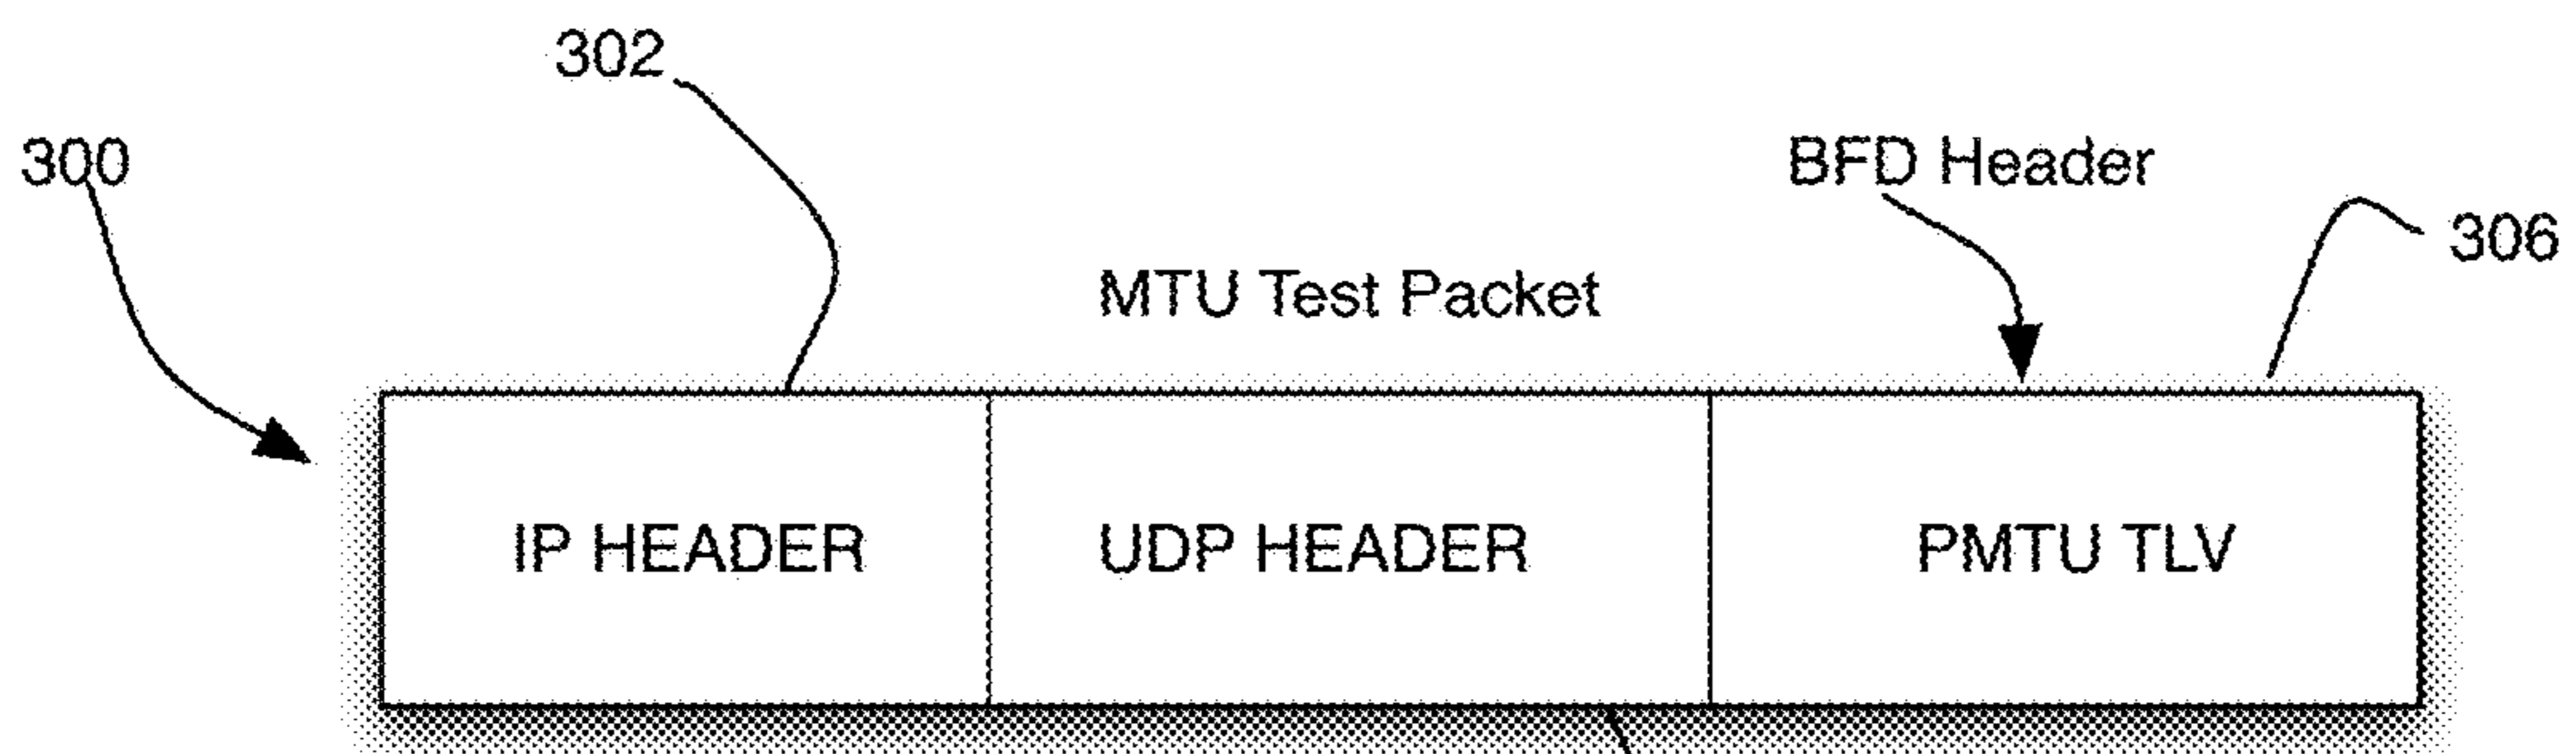 302
300
BFD Header
306
MTU Test Packet
IP HEADER
UDP HEADER
PMTU TLV